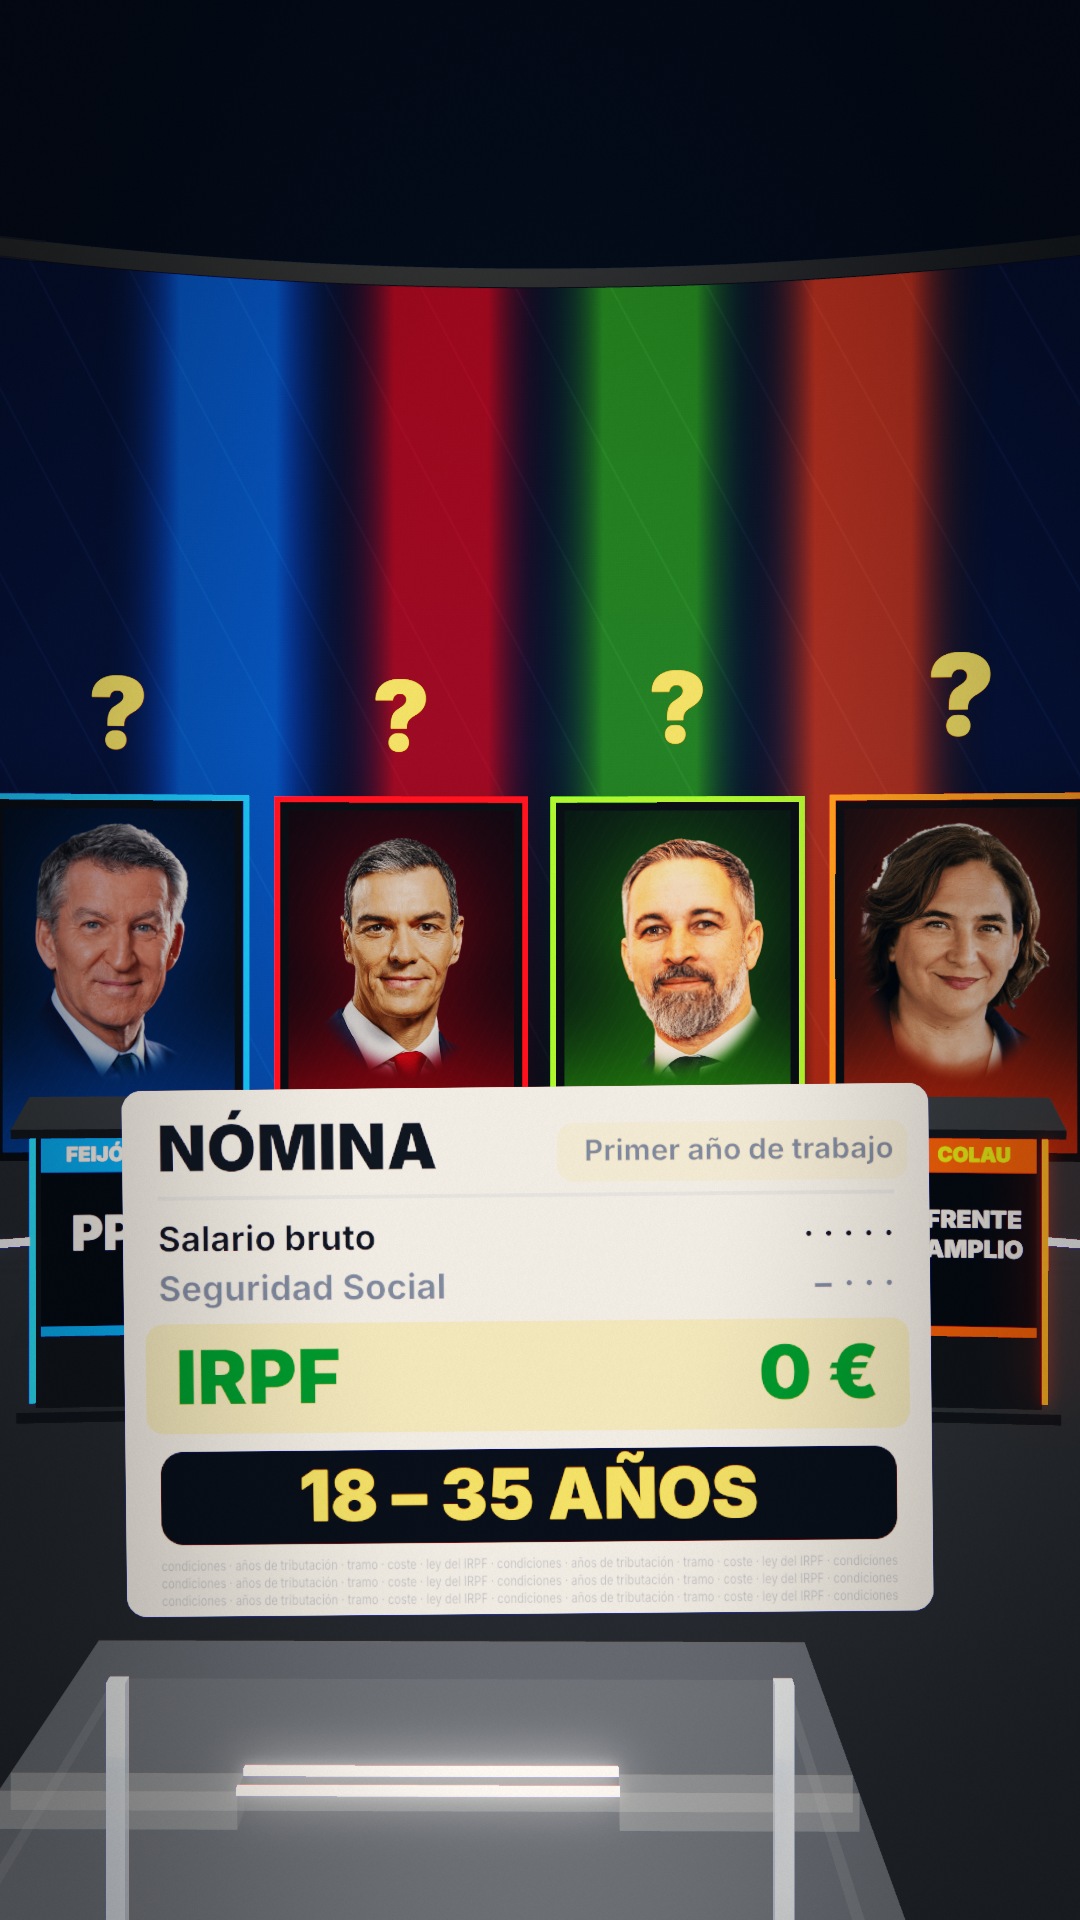 ?
?
?
?
FEIJÓ
COLAU
PP
FRENTE
AMPLIO
NÓMINA
Primer año de trabajo
Salario bruto
· · · · ·
Seguridad Social
– · · ·
IRPF
0 €
18 – 35 AÑOS
condiciones · años de tributación · tramo · coste · ley del IRPF · condiciones · años de tributación · tramo · coste · ley del IRPF · condiciones
condiciones · años de tributación · tramo · coste · ley del IRPF · condiciones · años de tributación · tramo · coste · ley del IRPF · condiciones
condiciones · años de tributación · tramo · coste · ley del IRPF · condiciones · años de tributación · tramo · coste · ley del IRPF · condiciones